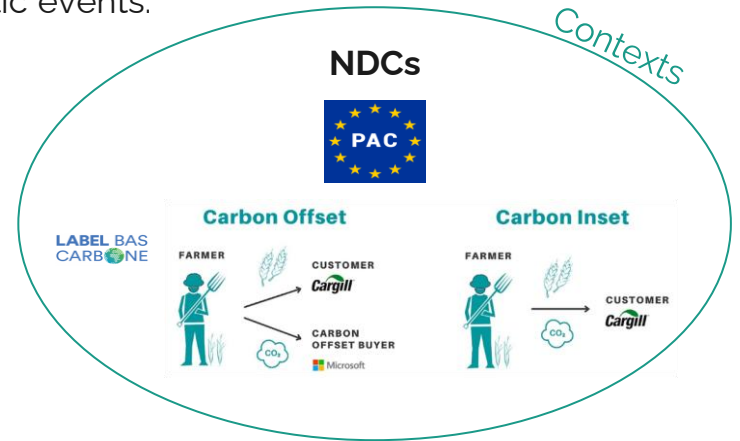 tic events.
Contexts
NDCs
PAC
LABEL BAS
CARBONE
Carbon Offset
FARMER
CUSTOMER
Cargill
CARBON
OFFSET BUYER
CO₂
Microsoft
Carbon Inset
FARMER
CUSTOMER
Cargill
CO₂